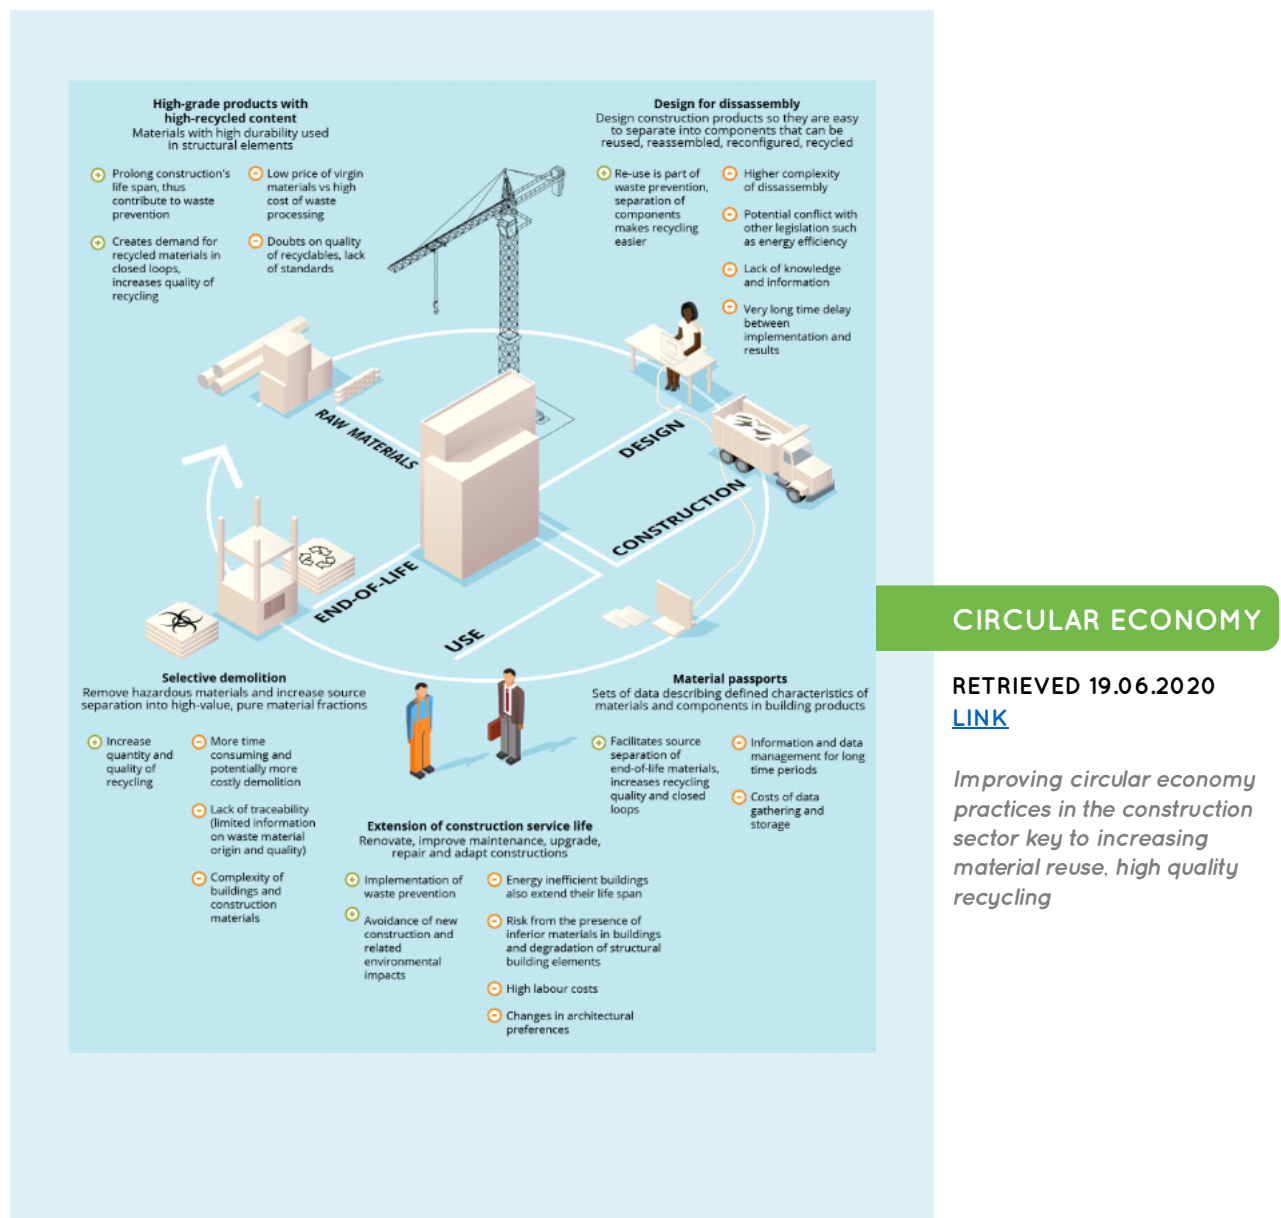 High-grade products with
high-recycled content
Materials with high durability used
in structural elements
Prolong construction's
life span, thus
contribute to waste
prevention
Creates demand for
recycled materials in
closed loops,
increases quality of
recycling
Low price of virgin
materials vs high
cost of waste
processing
Doubts on quality
of recyclables, lack
of standards
Design for dissassembly
Design construction products so they are easy
to separate into components that can be
reused, reassembled, reconfigured, recycled
Re-use is part of
waste prevention,
separation of
components
makes recycling
easier
Higher complexity
of dissassembly
Potential conflict with
other legislation such
as energy efficiency
Lack of knowledge
and information
Very long time delay
between
implementation and
results
RAW MATERIALS
DESIGN
CONSTRUCTION
END-OF-LIFE
USE
Selective demolition
Remove hazardous materials and increase source
separation into high-value, pure material fractions
Increase
quantity and
quality of
recycling
More time
consuming and
potentially more
costly demolition
Lack of traceability
(limited information
on waste material
origin and quality)
Complexity of
buildings and
construction
materials
Material passports
Sets of data describing defined characteristics of
materials and components in building products
Facilitates source
separation of
end-of-life materials,
increases recycling
quality and closed
loops
Information and data
management for long
time periods
Costs of data
gathering and
storage
Extension of construction service life
Renovate, improve maintenance, upgrade,
repair and adapt constructions
Implementation of
waste prevention
Avoidance of new
construction and
related
environmental
impacts
Energy inefficient buildings
also extend their life span
Risk from the presence of
inferior materials in buildings
and degradation of structural
building elements
High labour costs
Changes in architectural
preferences
CIRCULAR ECONOMY
RETRIEVED 19.06.2020
LINK
Improving circular economy
practices in the construction
sector key to increasing
material reuse, high quality
recycling